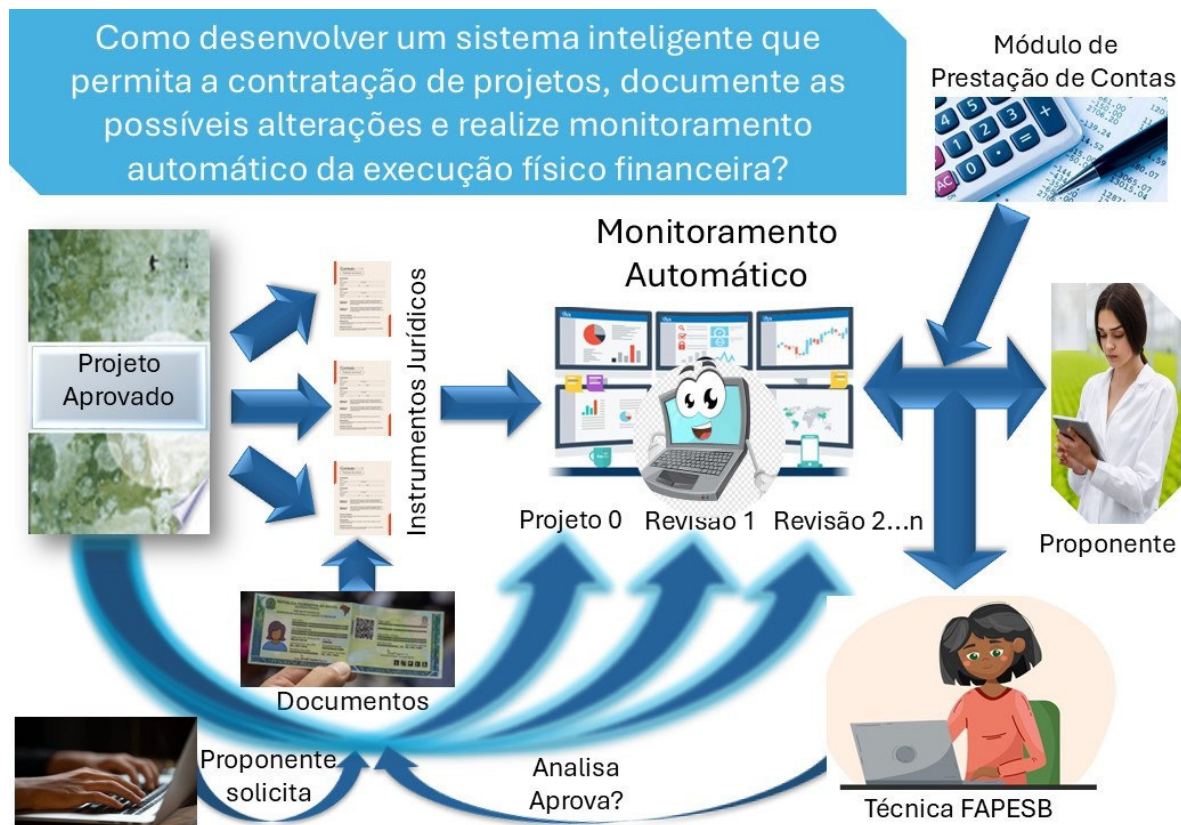 Como desenvolver um sistema inteligente que
permita a contratação de projetos, documente as
possíveis alterações e realize monitoramento
automático da execução físico financeira?
Módulo de
Prestação de Contas
Projeto
Aprovado
Instrumentos Jurídicos
Monitoramento
Automático
Projeto 0
Revisão 1
Revisão 2...n
Proponente
Documentos
Proponente
solicita
Analisa
Aprova?
Técnica FAPESB